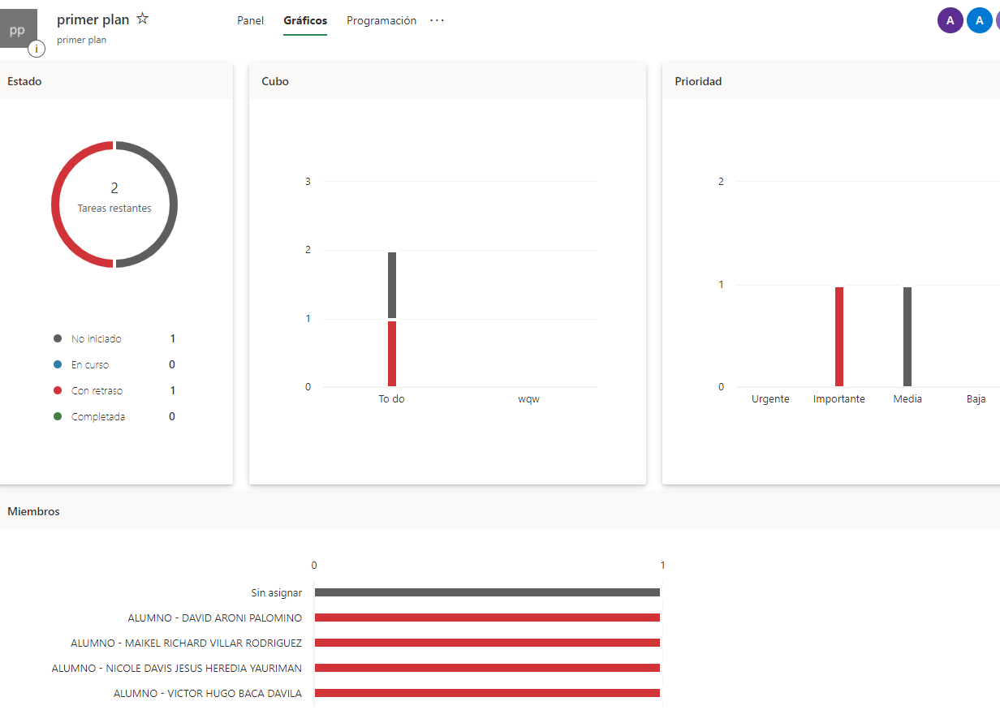 pp
i
primer plan
primer plan
Panel Gráficos Programación ···
A A
Estado
2
Tareas restantes
No iniciado 1
En curso 0
Con retraso 1
Completada 0
Cubo
3
2
1
0
To do wqw
Prioridad
2
1
0
Urgente Importante Media Baja
Miembros
0 1
Sin asignar
ALUMNO - DAVID ARONI PALOMINO
ALUMNO - MAIKEL RICHARD VILLAR RODRIGUEZ
ALUMNO - NICOLE DAVIS JESUS HEREDIA YAURIMAN
ALUMNO - VICTOR HUGO BACA DAVILA